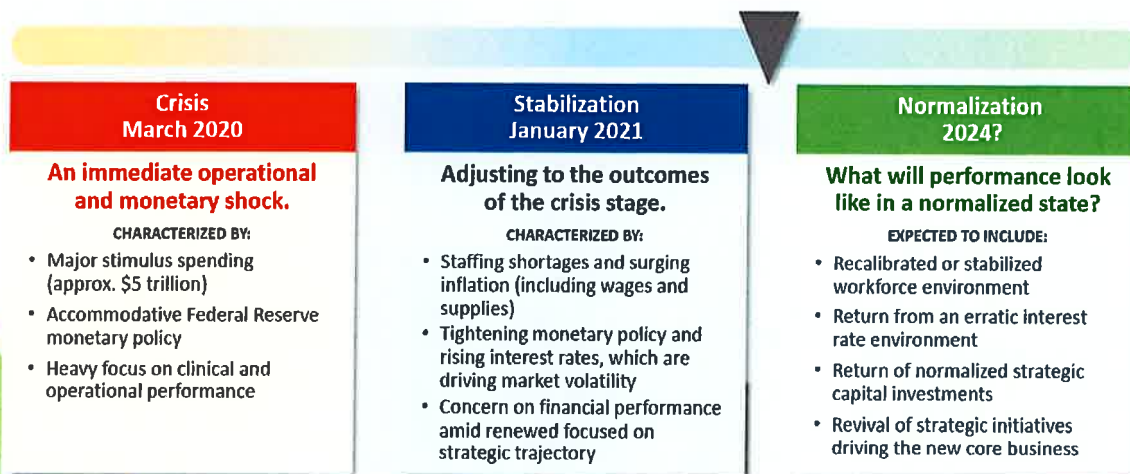 Crisis
March 2020
An immediate operational
and monetary shock.
CHARACTERIZED BY:
• Major stimulus spending
(approx. $5 trillion)
• Accommodative Federal Reserve
monetary policy
• Heavy focus on clinical and
operational performance
Stabilization
January 2021
Adjusting to the outcomes
of the crisis stage.
CHARACTERIZED BY:
• Staffing shortages and surging
inflation (including wages and
supplies)
• Tightening monetary policy and
rising interest rates, which are
driving market volatility
• Concern on financial performance
amid renewed focused on
strategic trajectory
Normalization
2024?
What will performance look
like in a normalized state?
EXPECTED TO INCLUDE:
• Recalibrated or stabilized
workforce environment
• Return from an erratic interest
rate environment
• Return of normalized strategic
capital investments
• Revival of strategic initiatives
driving the new core business